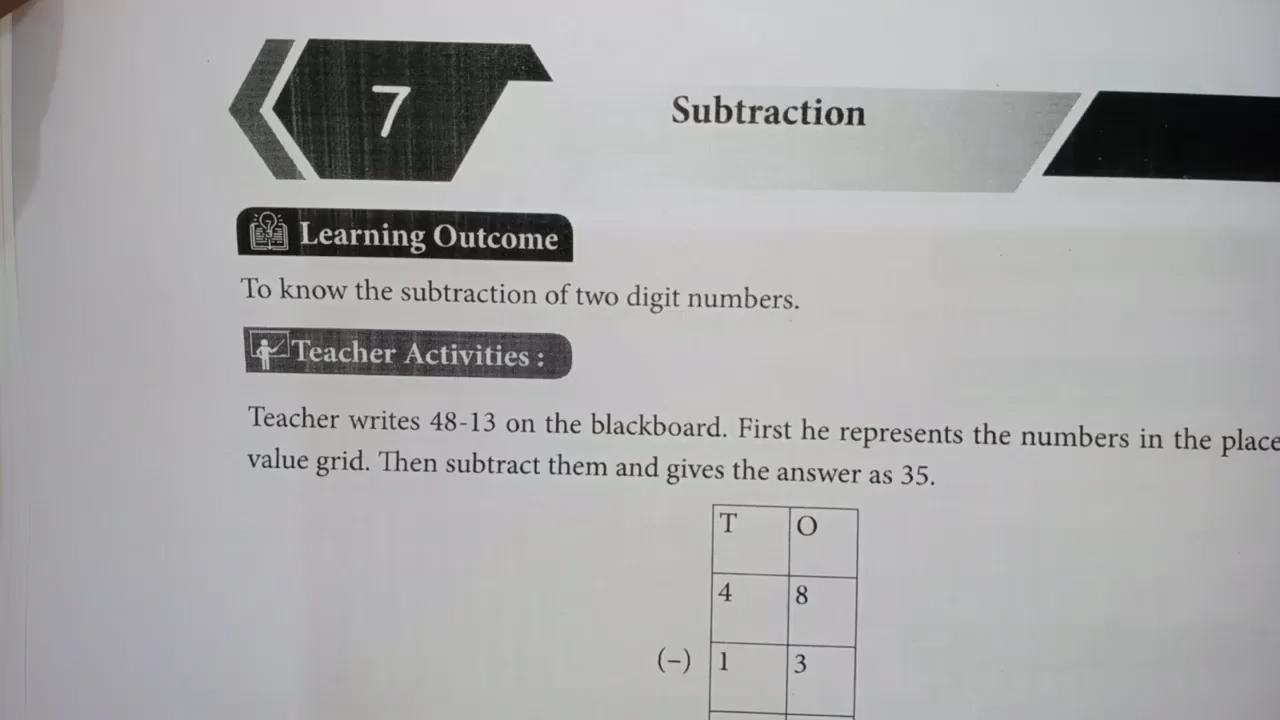 7
Subtraction
Learning Outcome
To know the subtraction of two digit numbers.
Teacher Activities :
Teacher writes 48-13 on the blackboard. First he represents the numbers in the place
value grid. Then subtract them and gives the answer as 35.
T O
4 8
(–) 1 3